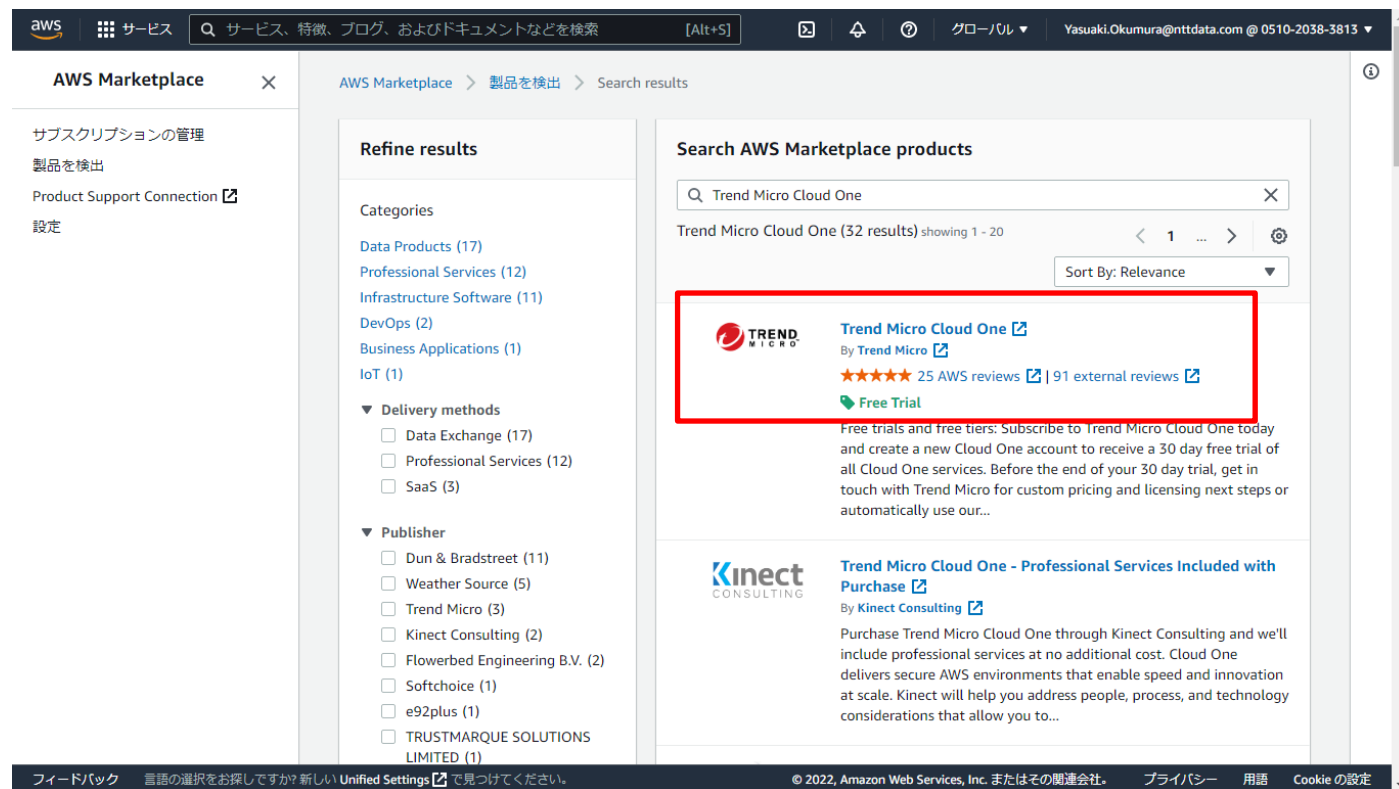 aws サービス サービス、特徴、ブログ、およびドキュメントなどを検索 [Alt+S] グローバル ▼ Yasuaki.Okumura@nttdata.com @ 0510-2038-3813 ▼
AWS Marketplace
サブスクリプションの管理
製品を検出
Product Support Connection
設定
AWS Marketplace > 製品を検出 > Search results
Refine results
Categories
Data Products (17)
Professional Services (12)
Infrastructure Software (11)
DevOps (2)
Business Applications (1)
IoT (1)
▼ Delivery methods
Data Exchange (17)
Professional Services (12)
SaaS (3)
▼ Publisher
Dun & Bradstreet (11)
Weather Source (5)
Trend Micro (3)
Kinect Consulting (2)
Flowerbed Engineering B.V. (2)
Softchoice (1)
e92plus (1)
TRUSTMARQUE SOLUTIONS
LIMITED (1)
Search AWS Marketplace products
Trend Micro Cloud One
Trend Micro Cloud One (32 results) showing 1 - 20
< 1 ... >
Sort By: Relevance ▼
TREND
MICRO
Trend Micro Cloud One
By Trend Micro
★★★★★ 25 AWS reviews | 91 external reviews
Free Trial
Free trials and free tiers: Subscribe to Trend Micro Cloud One today
and create a new Cloud One account to receive a 30 day free trial of
all Cloud One services. Before the end of your 30 day trial, get in
touch with Trend Micro for custom pricing and licensing next steps or
automatically use our...
Kinect
CONSULTING
Trend Micro Cloud One - Professional Services Included with
Purchase
By Kinect Consulting
Purchase Trend Micro Cloud One through Kinect Consulting and we'll
include professional services at no additional cost. Cloud One
delivers secure AWS environments that enable speed and innovation
at scale. Kinect will help you address people, process, and technology
considerations that allow you to...
フィードバック 言語の選択をお探しですか? 新しい Unified Settings で見つけてください。 © 2022, Amazon Web Services, Inc. またはその関連会社。 プライバシー 用語 Cookie の設定